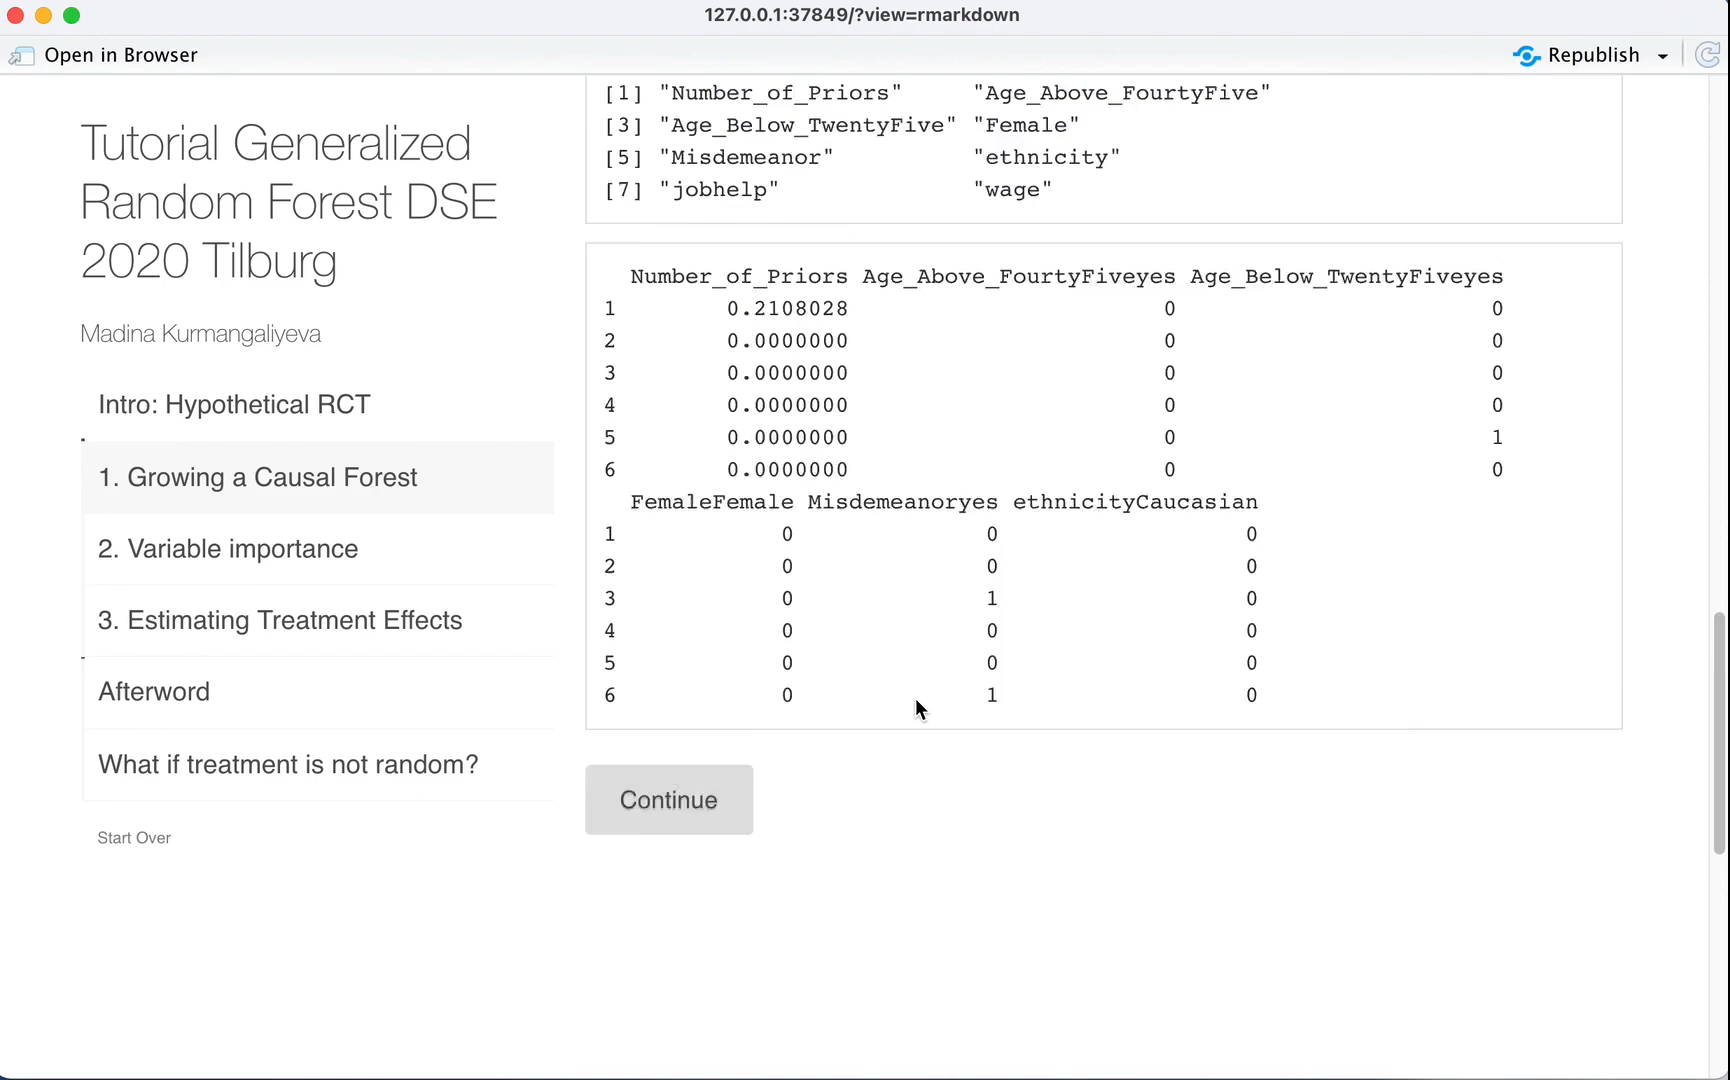 127.0.0.1:37849/?view=rmarkdown
Open in Browser
Republish
Tutorial Generalized
Random Forest DSE
2020 Tilburg
Madina Kurmangaliyeva
Intro: Hypothetical RCT
1. Growing a Causal Forest
2. Variable importance
3. Estimating Treatment Effects
Afterword
What if treatment is not random?
Start Over
[1] "Number_of_Priors" "Age_Above_FourtyFive"
[3] "Age_Below_TwentyFive" "Female"
[5] "Misdemeanor" "ethnicity"
[7] "jobhelp" "wage"
Number_of_Priors Age_Above_FourtyFiveyes Age_Below_TwentyFiveyes
1 0.2108028 0 0
2 0.0000000 0 0
3 0.0000000 0 0
4 0.0000000 0 0
5 0.0000000 0 1
6 0.0000000 0 0
FemaleFemale Misdemeanoryes ethnicityCaucasian
1 0 0 0
2 0 0 0
3 0 1 0
4 0 0 0
5 0 0 0
6 0 1 0
Continue